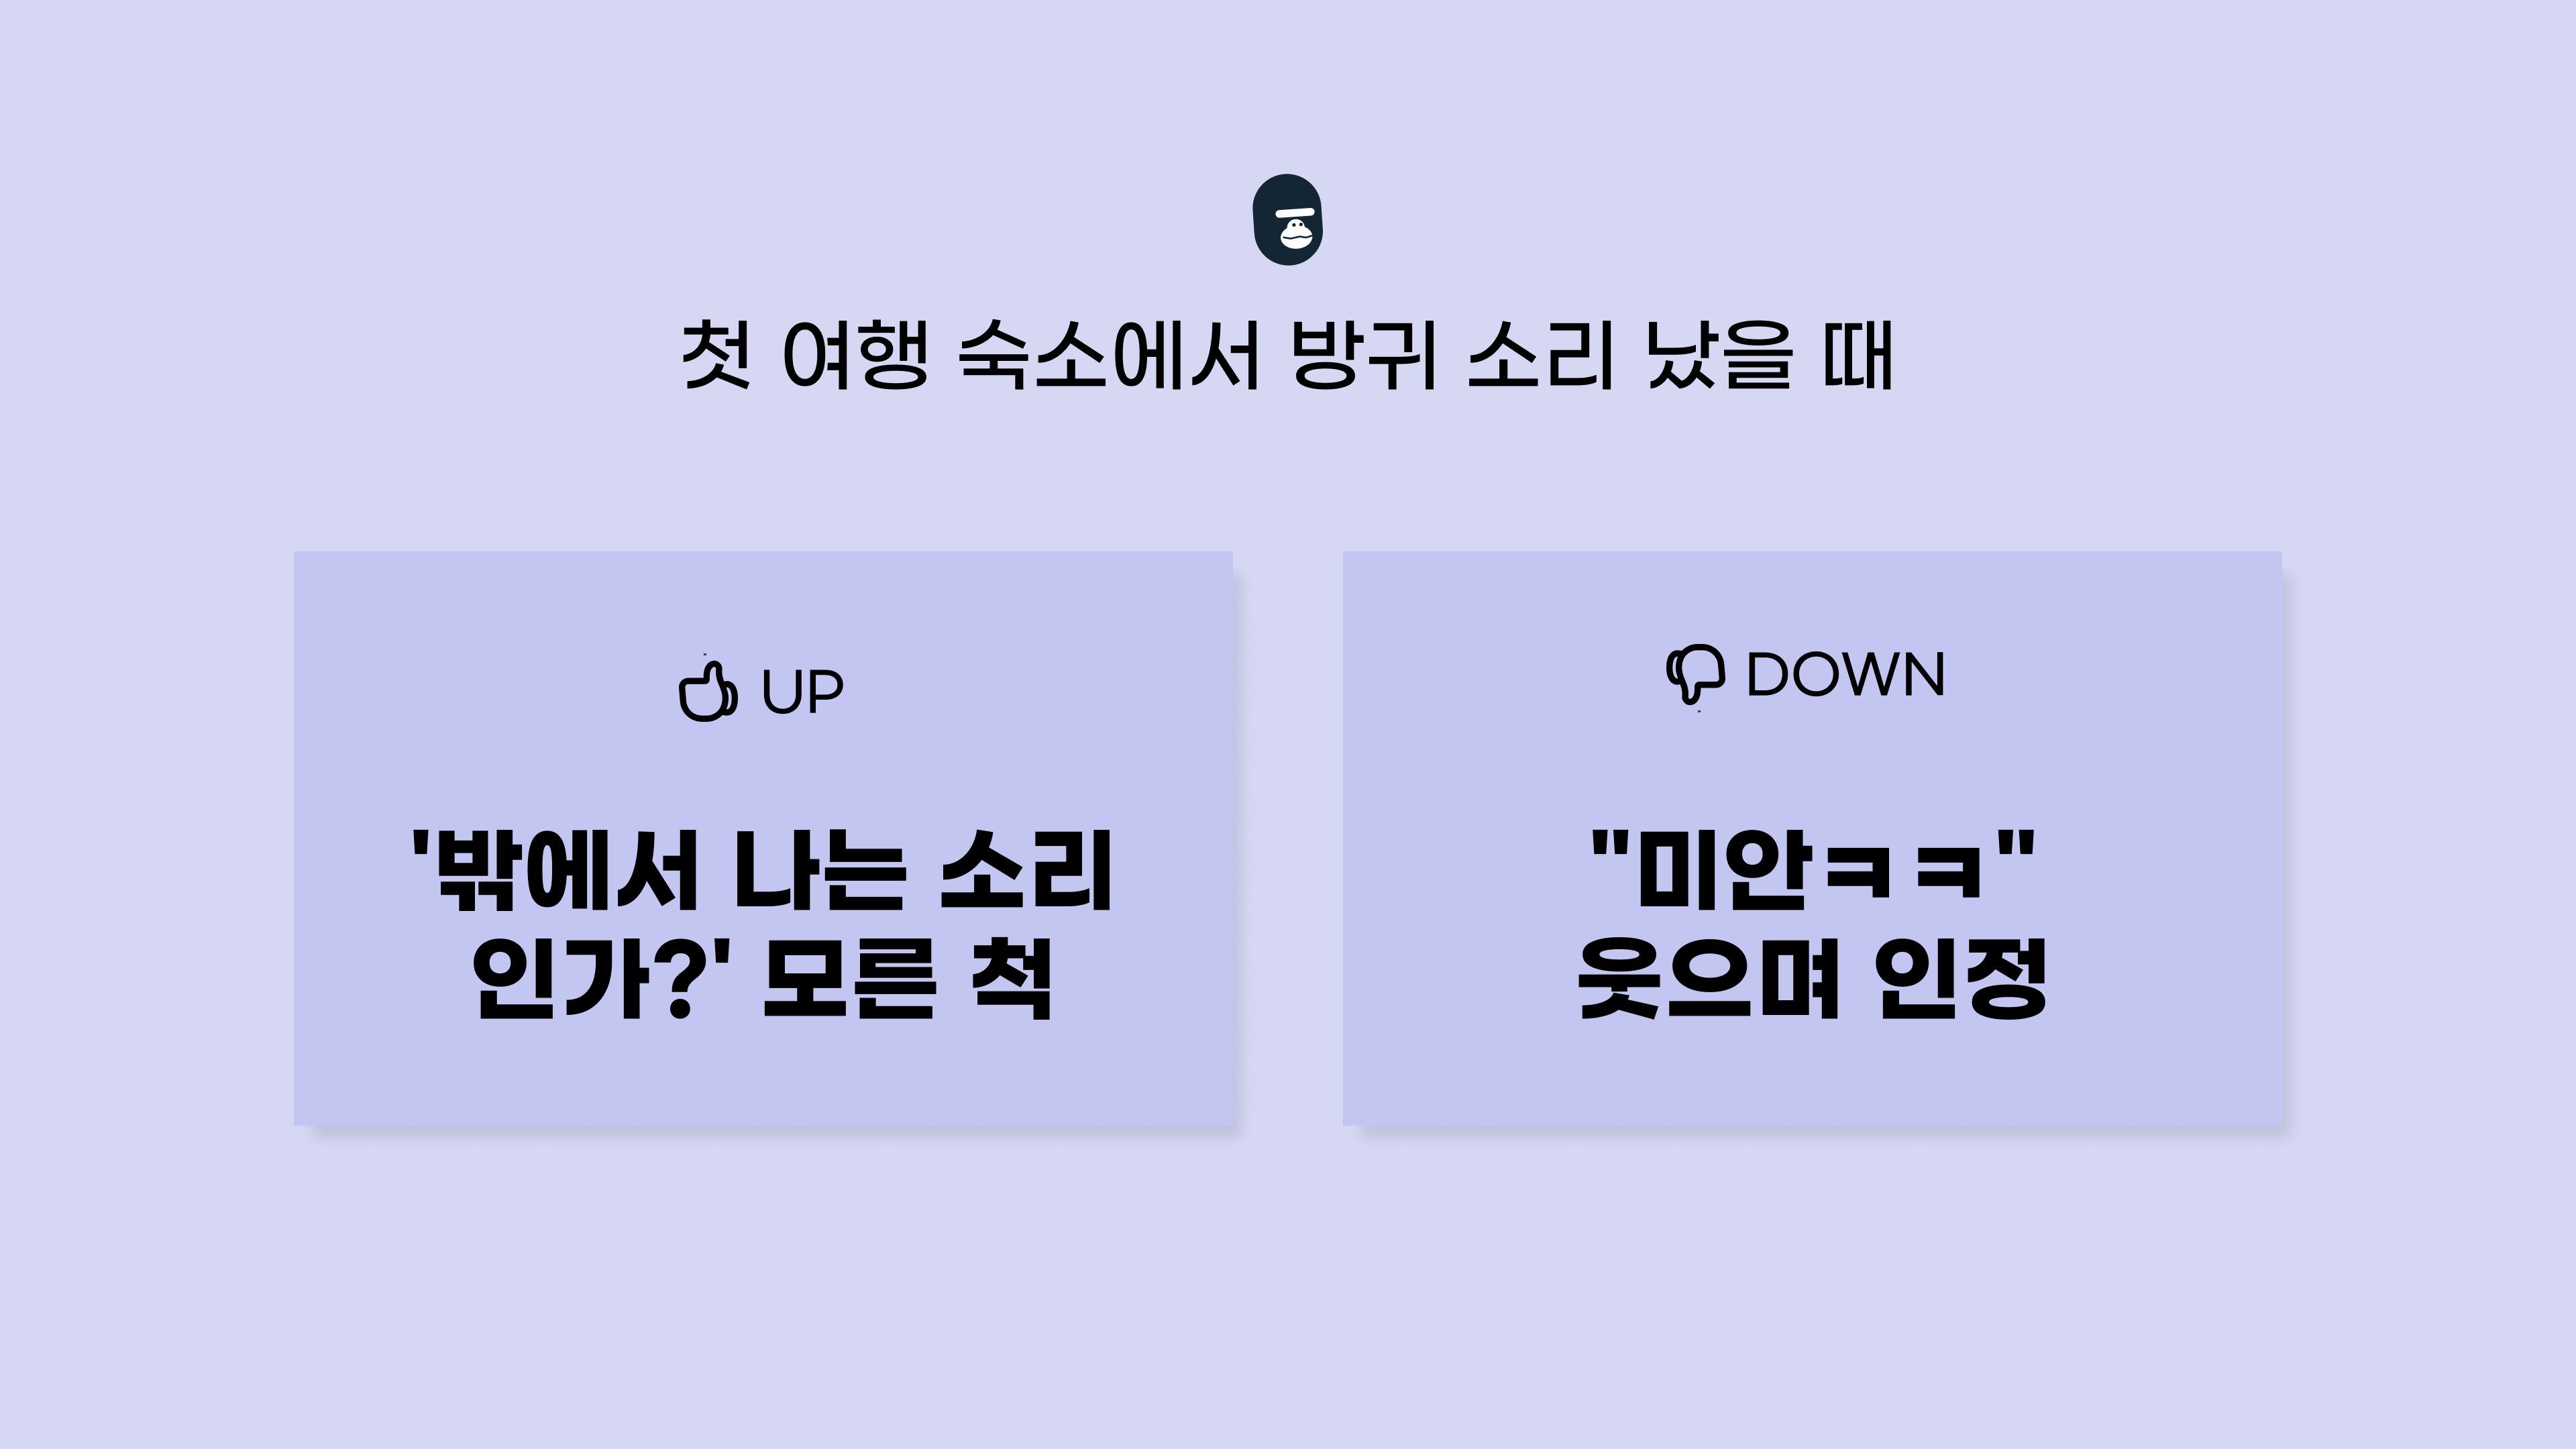 첫 여행 숙소에서 방귀 소리 났을 때
UP
'밖에서 나는 소리
인가?' 모른 척
DOWN
"미안ㅋㅋ"
웃으며 인정